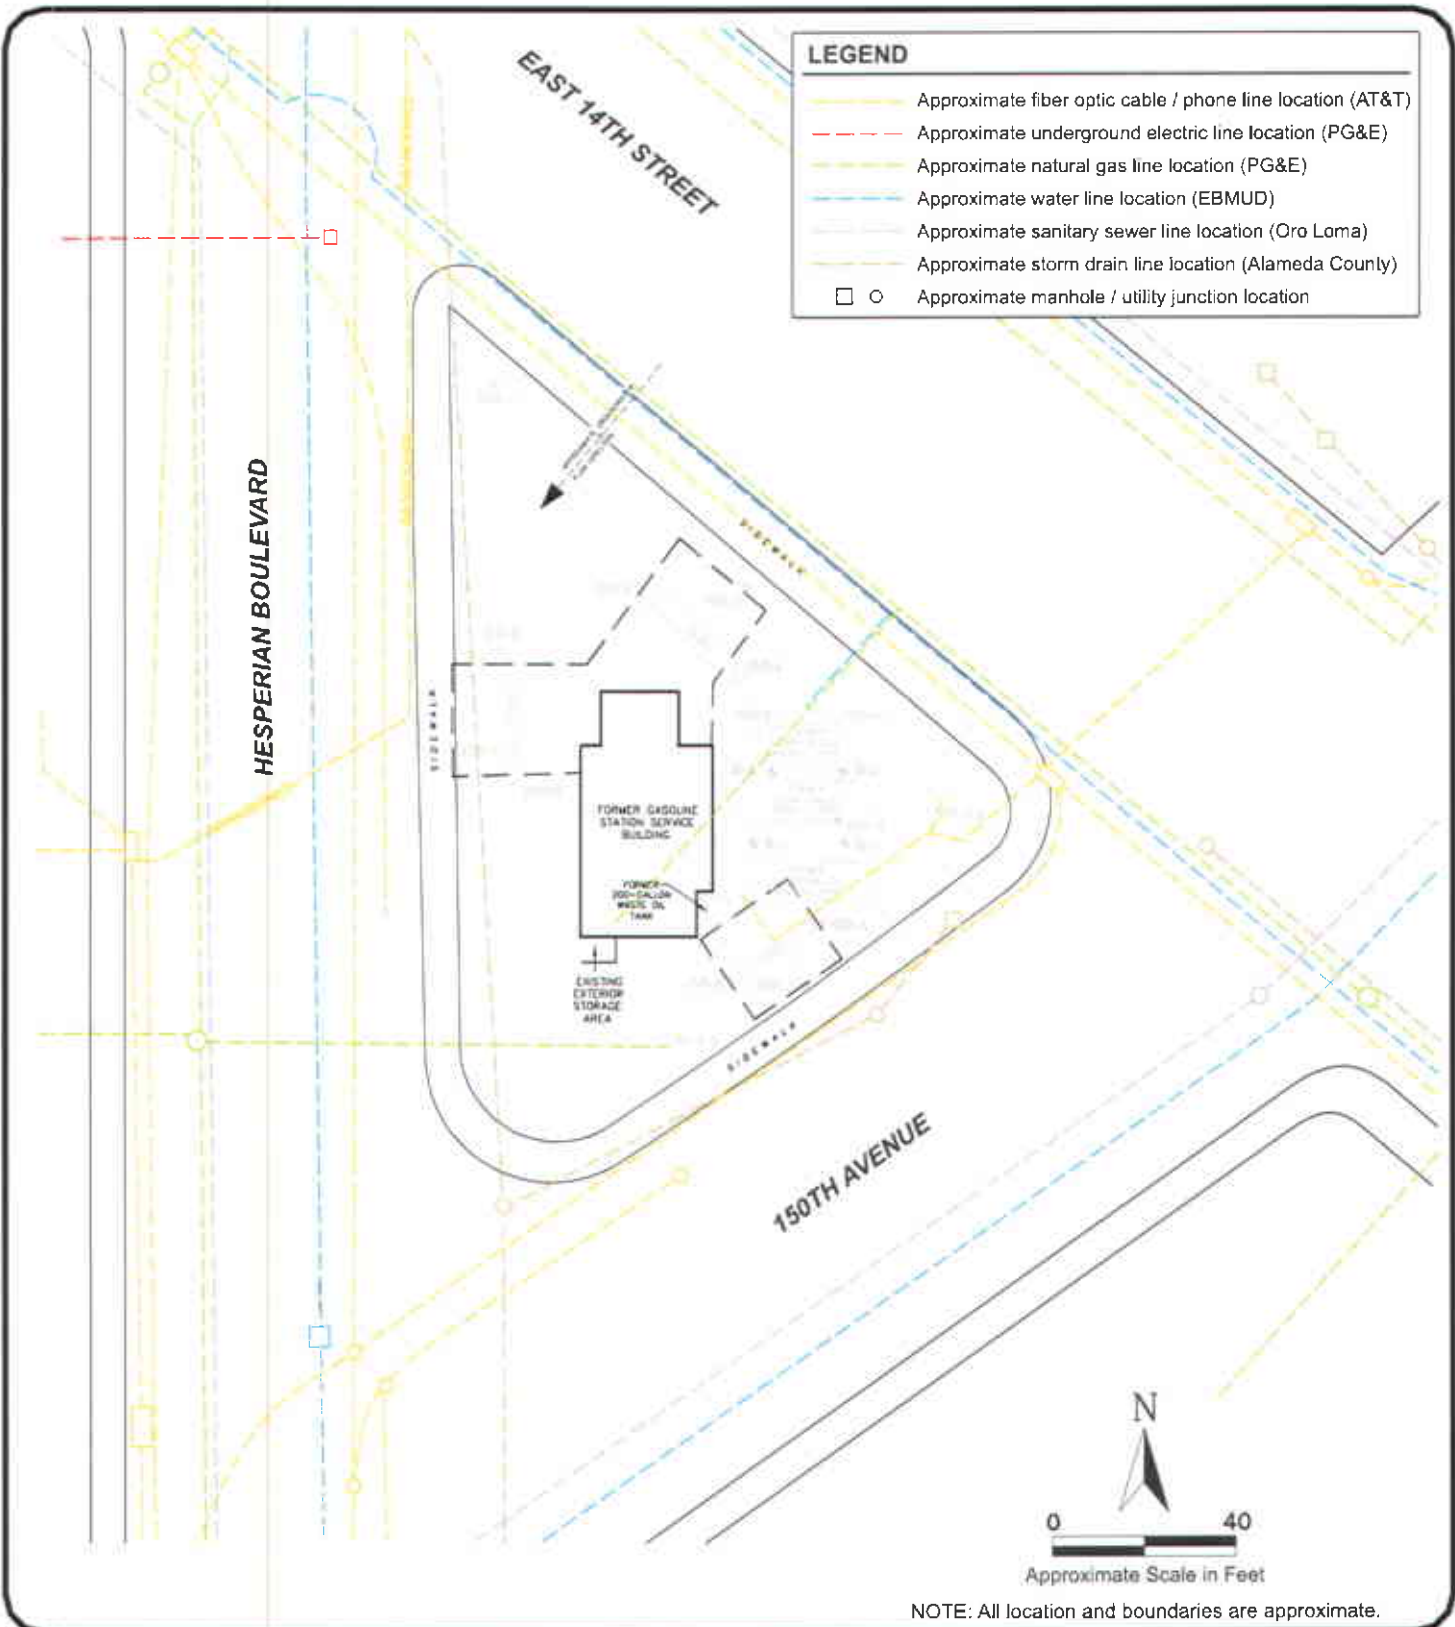 LEGEND
Approximate fiber optic cable / phone line location (AT&T)
Approximate underground electric line location (PG&E)
Approximate natural gas line location (PG&E)
Approximate water line location (EBMUD)
Approximate sanitary sewer line location (Oro Loma)
Approximate storm drain line location (Alameda County)
Approximate manhole / utility junction location
EAST 14TH STREET
HESPERIAN BOULEVARD
SIDEWALK
SIDEWALK
FORMER GASOLINE
STATION SERVICE
BUILDING
FORMER
200-GALLON
WASTE OIL
TANK
EXISTING
EXTERIOR
STORAGE
AREA
SIDEWALK
150TH AVENUE
N
0 40
Approximate Scale in Feet
NOTE: All location and boundaries are approximate.